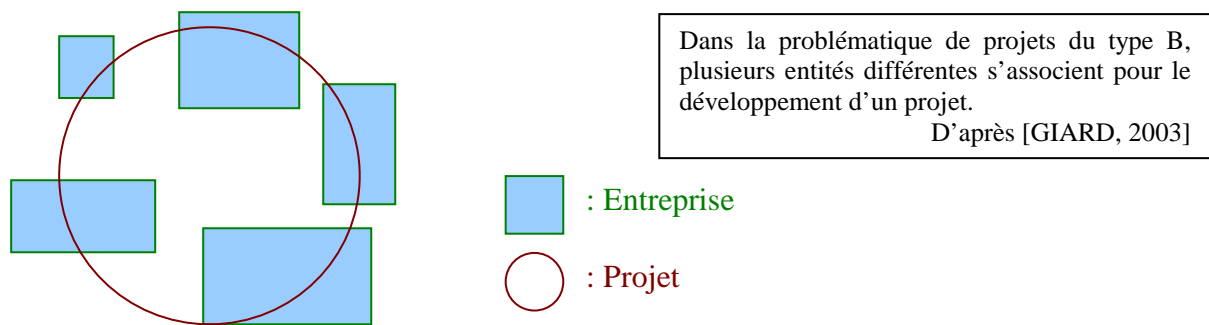 Dans la problématique de projets du type B,
plusieurs entités différentes s’associent pour le
développement d’un projet.
D’après [GIARD, 2003]
: Entreprise
: Projet